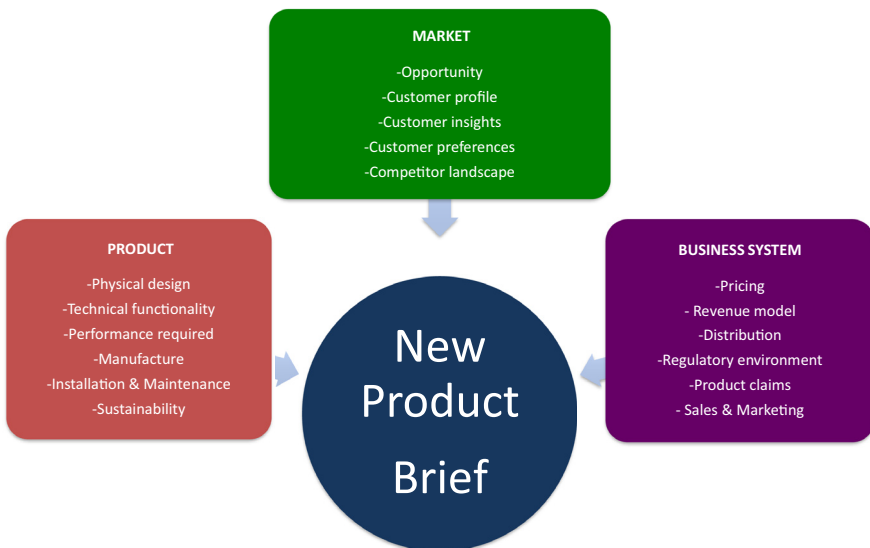 MARKET
-Opportunity
-Customer profile
-Customer insights
-Customer preferences
-Competitor landscape
PRODUCT
-Physical design
-Technical functionality
-Performance required
-Manufacture
-Installation & Maintenance
-Sustainability
BUSINESS SYSTEM
-Pricing
- Revenue model
-Distribution
-Regulatory environment
-Product claims
- Sales & Marketing
New
Product
Brief